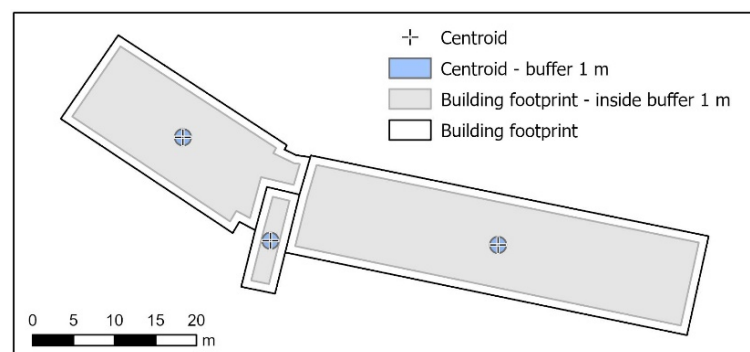 Centroid
Centroid - buffer 1 m
Building footprint - inside buffer 1 m
Building footprint
0 5 10 15 20
m